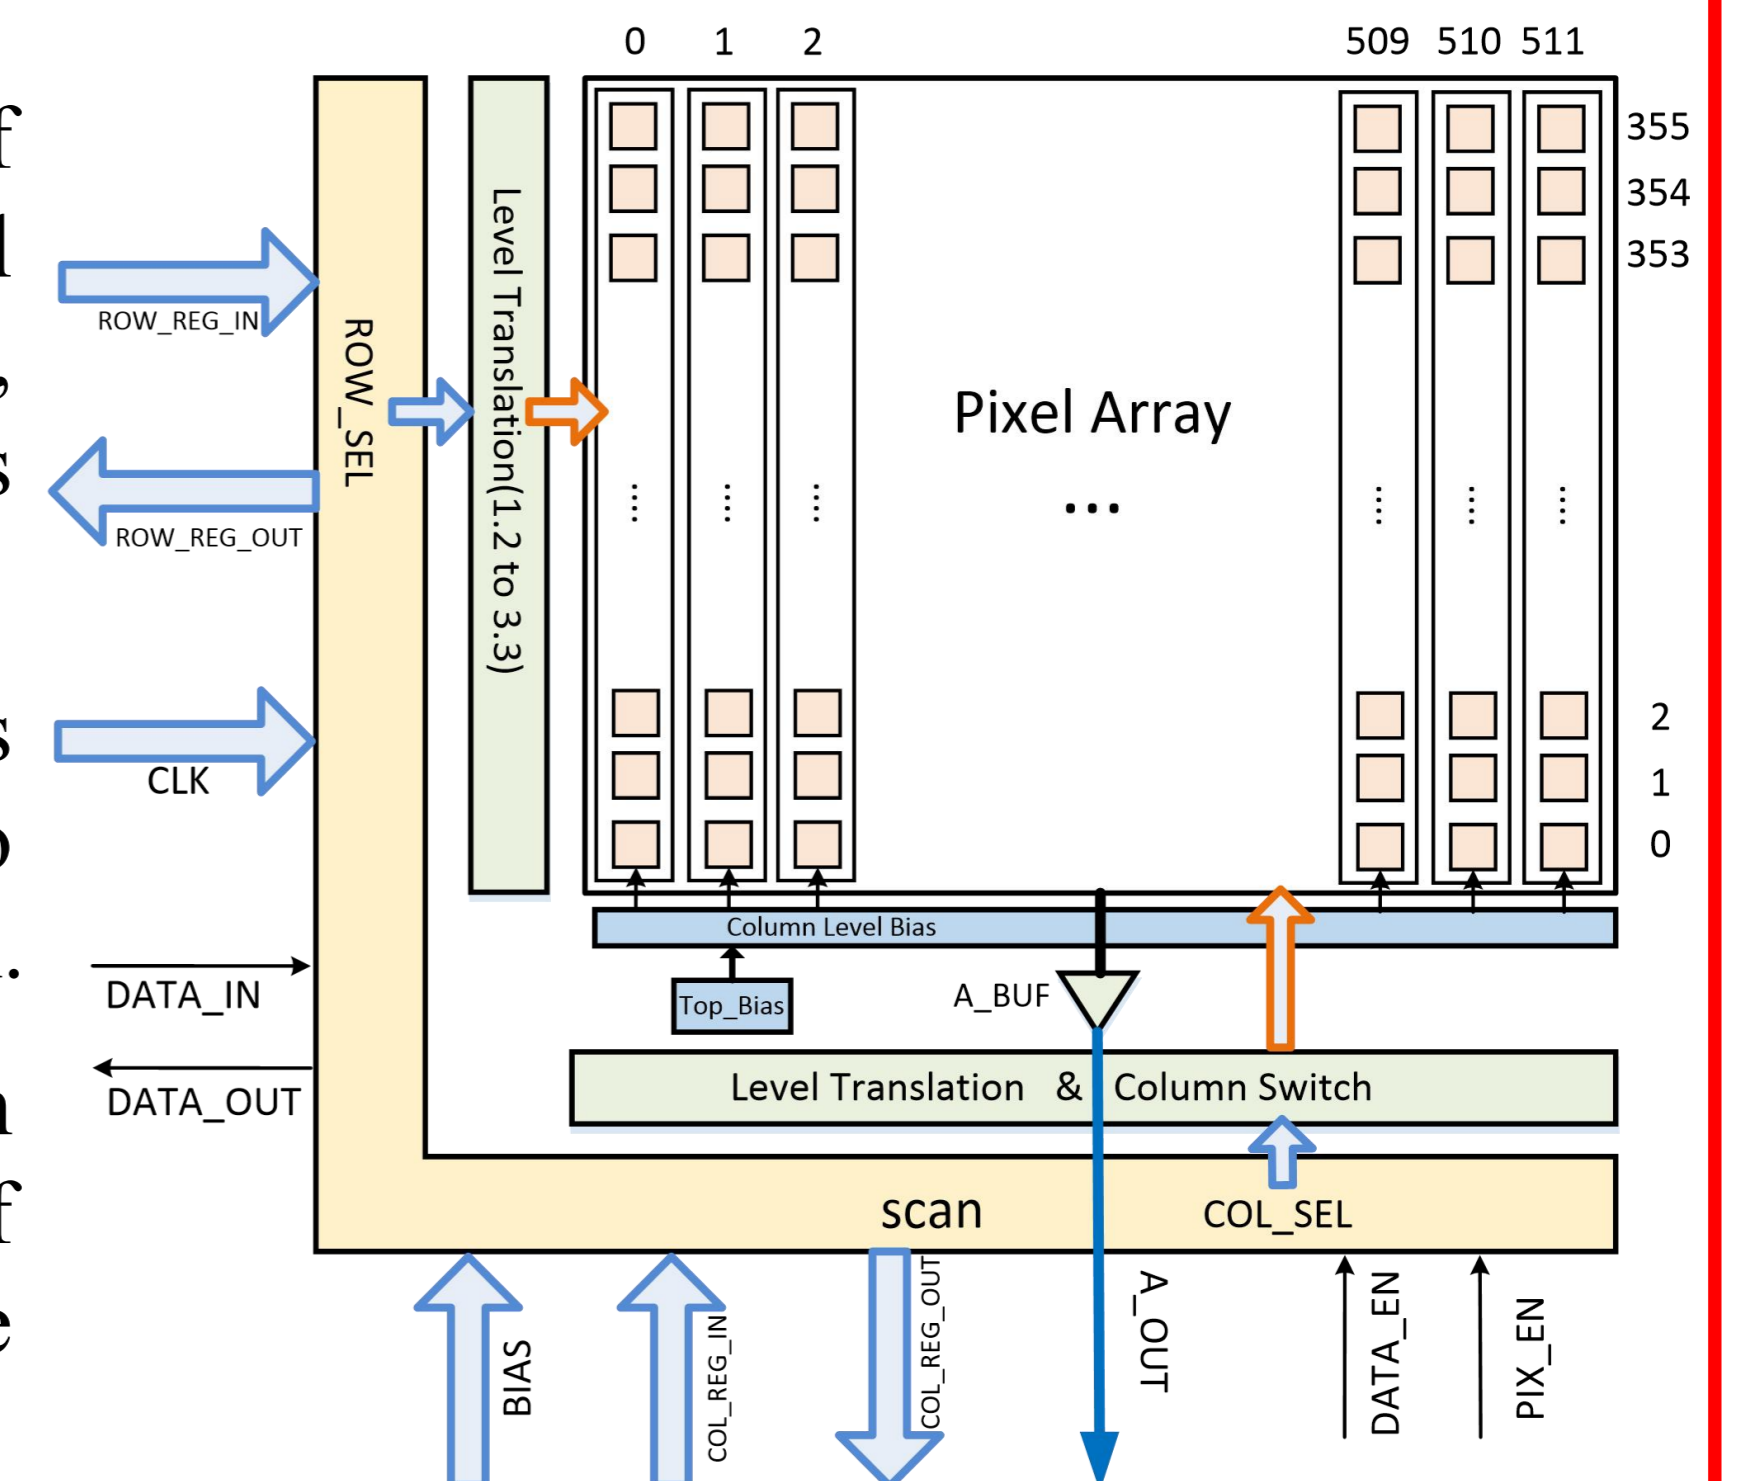 0 1 2 509 510 511
355
354
353
ROW_REG_IN
ROW_SEL
Level Translation(1.2 to 3.3)
Pixel Array
...
ROW_REG_OUT
CLK
2
1
0
Column Level Bias
Top_Bias
A_BUF
DATA_IN
DATA_OUT
Level Translation & Column Switch
scan
COL_SEL
BIAS
COL_REG_IN
COL_REG_OUT
A_OUT
DATA_EN
PIX_EN